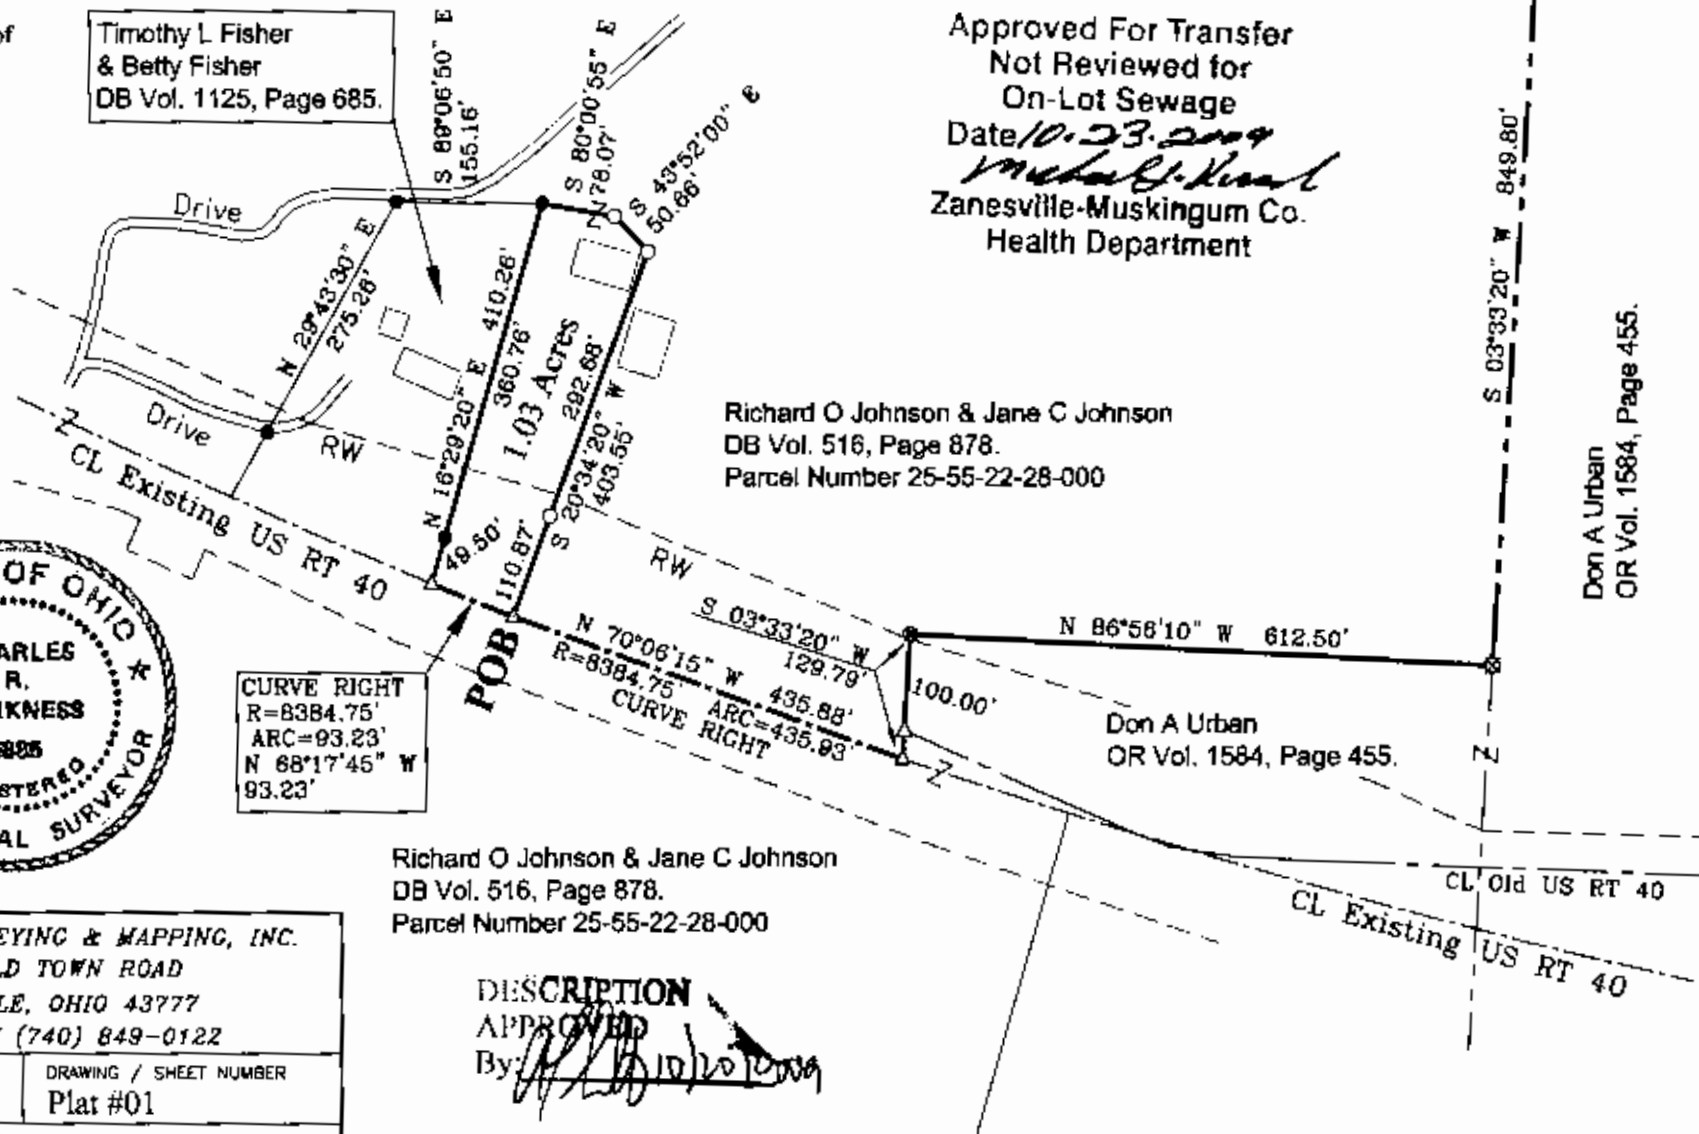 of
Timothy L Fisher
& Betty Fisher
DB Vol. 1125, Page 685.
S 89°06'50" E
155.16'
S 80°00'55" E
78.07'
S 43°52'00" E
50.66'
Approved For Transfer
Not Reviewed for
On-Lot Sewage
Date 10.23.2009
Zanesville-Muskingum Co.
Health Department
S 03°33'20" W 849.80'
Don A Urban
OR Vol. 1584, Page 455.
Drive
N 29°43'30" E
275.28'
Drive
RW
CL Existing US RT 40
N 16°29'20" E
410.26'
360.76'
49.50'
1.03 Acres
292.68'
S 20°34'20" W
403.55'
110.87'
Richard O Johnson & Jane C Johnson
DB Vol. 516, Page 878.
Parcel Number 25-55-22-28-000
RW
POB
N 70°06'15" W 435.88'
R=8384.75' ARC=435.93'
CURVE RIGHT
S 03°33'20" W
129.79'
100.00'
N 86°56'10" W 612.50'
Don A Urban
OR Vol. 1584, Page 455.
CURVE RIGHT
R=8384.75'
ARC=93.23'
N 68°17'45" W
93.23'
OF OHIO
ARLES
R.
KNESS
STERED
AL SURVEYOR
CL Old US RT 40
CL Existing US RT 40
Richard O Johnson & Jane C Johnson
DB Vol. 516, Page 878.
Parcel Number 25-55-22-28-000
EYING & MAPPING, INC.
LD TOWN ROAD
LE, OHIO 43777
(740) 849-0122
DRAWING / SHEET NUMBER
Plat #01
DESCRIPTION
APPROVED
By: 10/20/2009